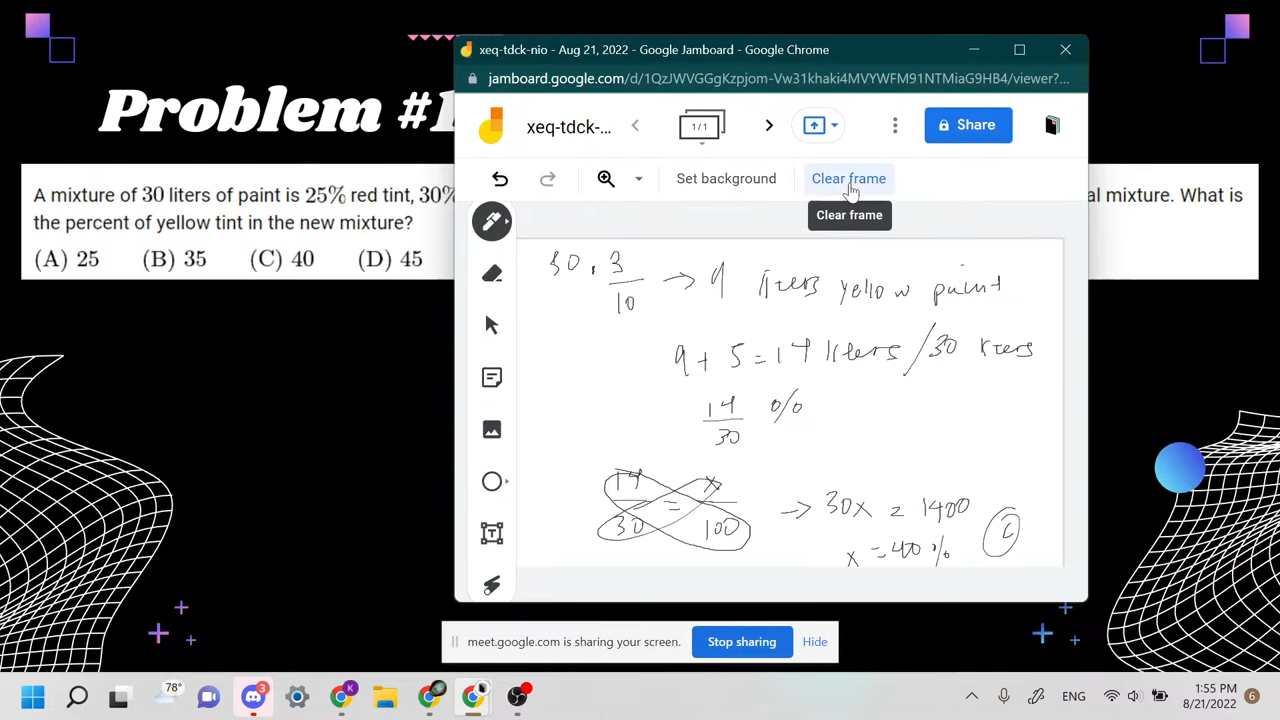 xeq-tdck-nio - Aug 21, 2022 - Google Jamboard - Google Chrome
jamboard.google.com/d/1QzJWVGGgKzpjom-Vw31khaki4MVYWFM91NTMiaG9HB4/viewer?...
Problem #1
xeq-tdck-...
1/1
Share
A mixture of 30 liters of paint is 25% red tint, 30%
al mixture. What is
the percent of yellow tint in the new mixture?
(A) 25 (B) 35 (C) 40 (D) 45
Set background
Clear frame
Clear frame
30 . 3/10 → 9 liters yellow paint
9 + 5 = 14 liters / 30 liters
14/30 %
14/30 = x/100 → 30x = 1400
x = 40 % C
meet.google.com is sharing your screen.
Stop sharing
Hide
78°
3
K
ENG
1:55 PM
8/21/2022
6